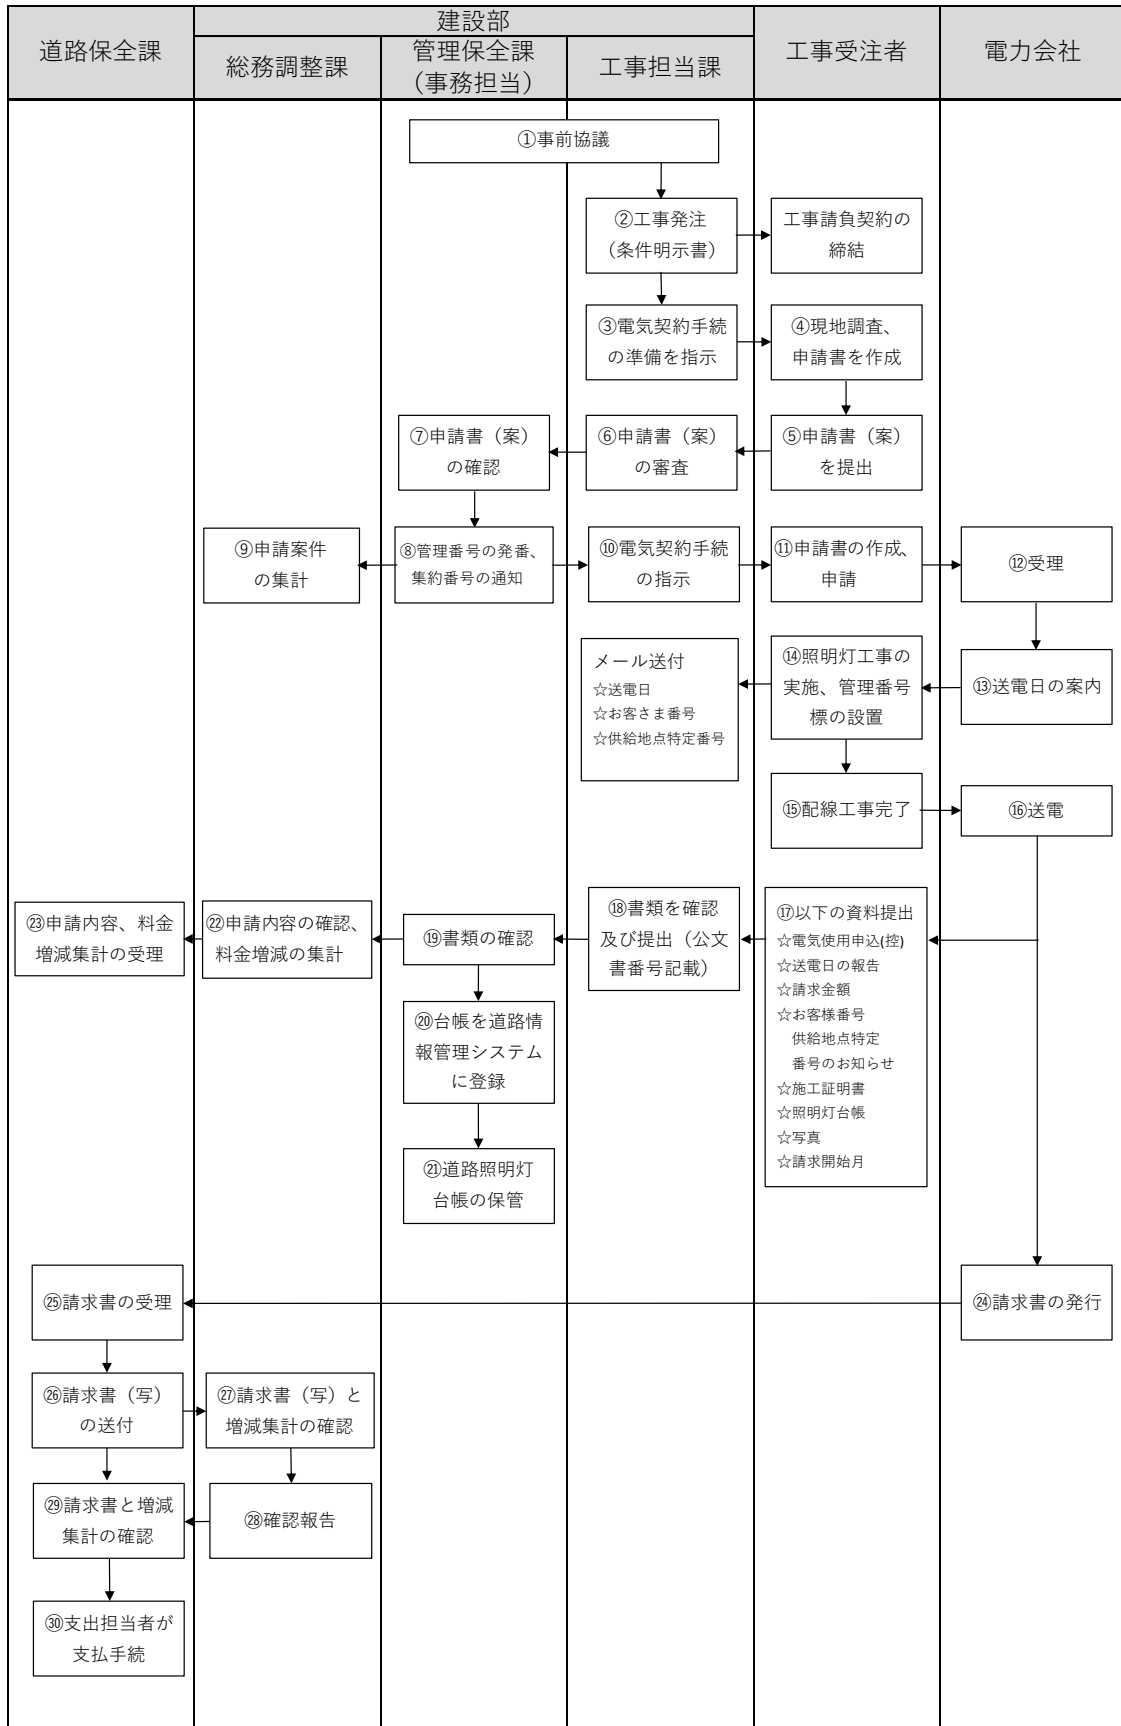 道路保全課
建設部
総務調整課
管理保全課
（事務担当）
工事担当課
工事受注者
電力会社
①事前協議
②工事発注
（条件明示書）
工事請負契約の
締結
③電気契約手続
の準備を指示
④現地調査、
申請書を作成
⑦申請書（案）
の確認
⑥申請書（案）
の審査
⑤申請書（案）
を提出
⑨申請案件
の集計
⑧管理番号の発番、
集約番号の通知
⑩電気契約手続
の指示
⑪申請書の作成、
申請
⑫受理
メール送付
☆送電日
☆お客さま番号
☆供給地点特定番号
⑭照明灯工事の
実施、管理番号
標の設置
⑬送電日の案内
⑮配線工事完了
⑯送電
㉓申請内容、料金
増減集計の受理
㉒申請内容の確認、
料金増減の集計
⑲書類の確認
⑱書類を確認
及び提出（公文
書番号記載）
⑰以下の資料提出
☆電気使用申込(控)
☆送電日の報告
☆請求金額
☆お客様番号
供給地点特定
番号のお知らせ
☆施工証明書
☆照明灯台帳
☆写真
☆請求開始月
⑳台帳を道路情
報管理システム
に登録
㉑道路照明灯
台帳の保管
㉕請求書の受理
㉔請求書の発行
㉖請求書（写）
の送付
㉗請求書（写）と
増減集計の確認
㉙請求書と増減
集計の確認
㉘確認報告
㉚支出担当者が
支払手続